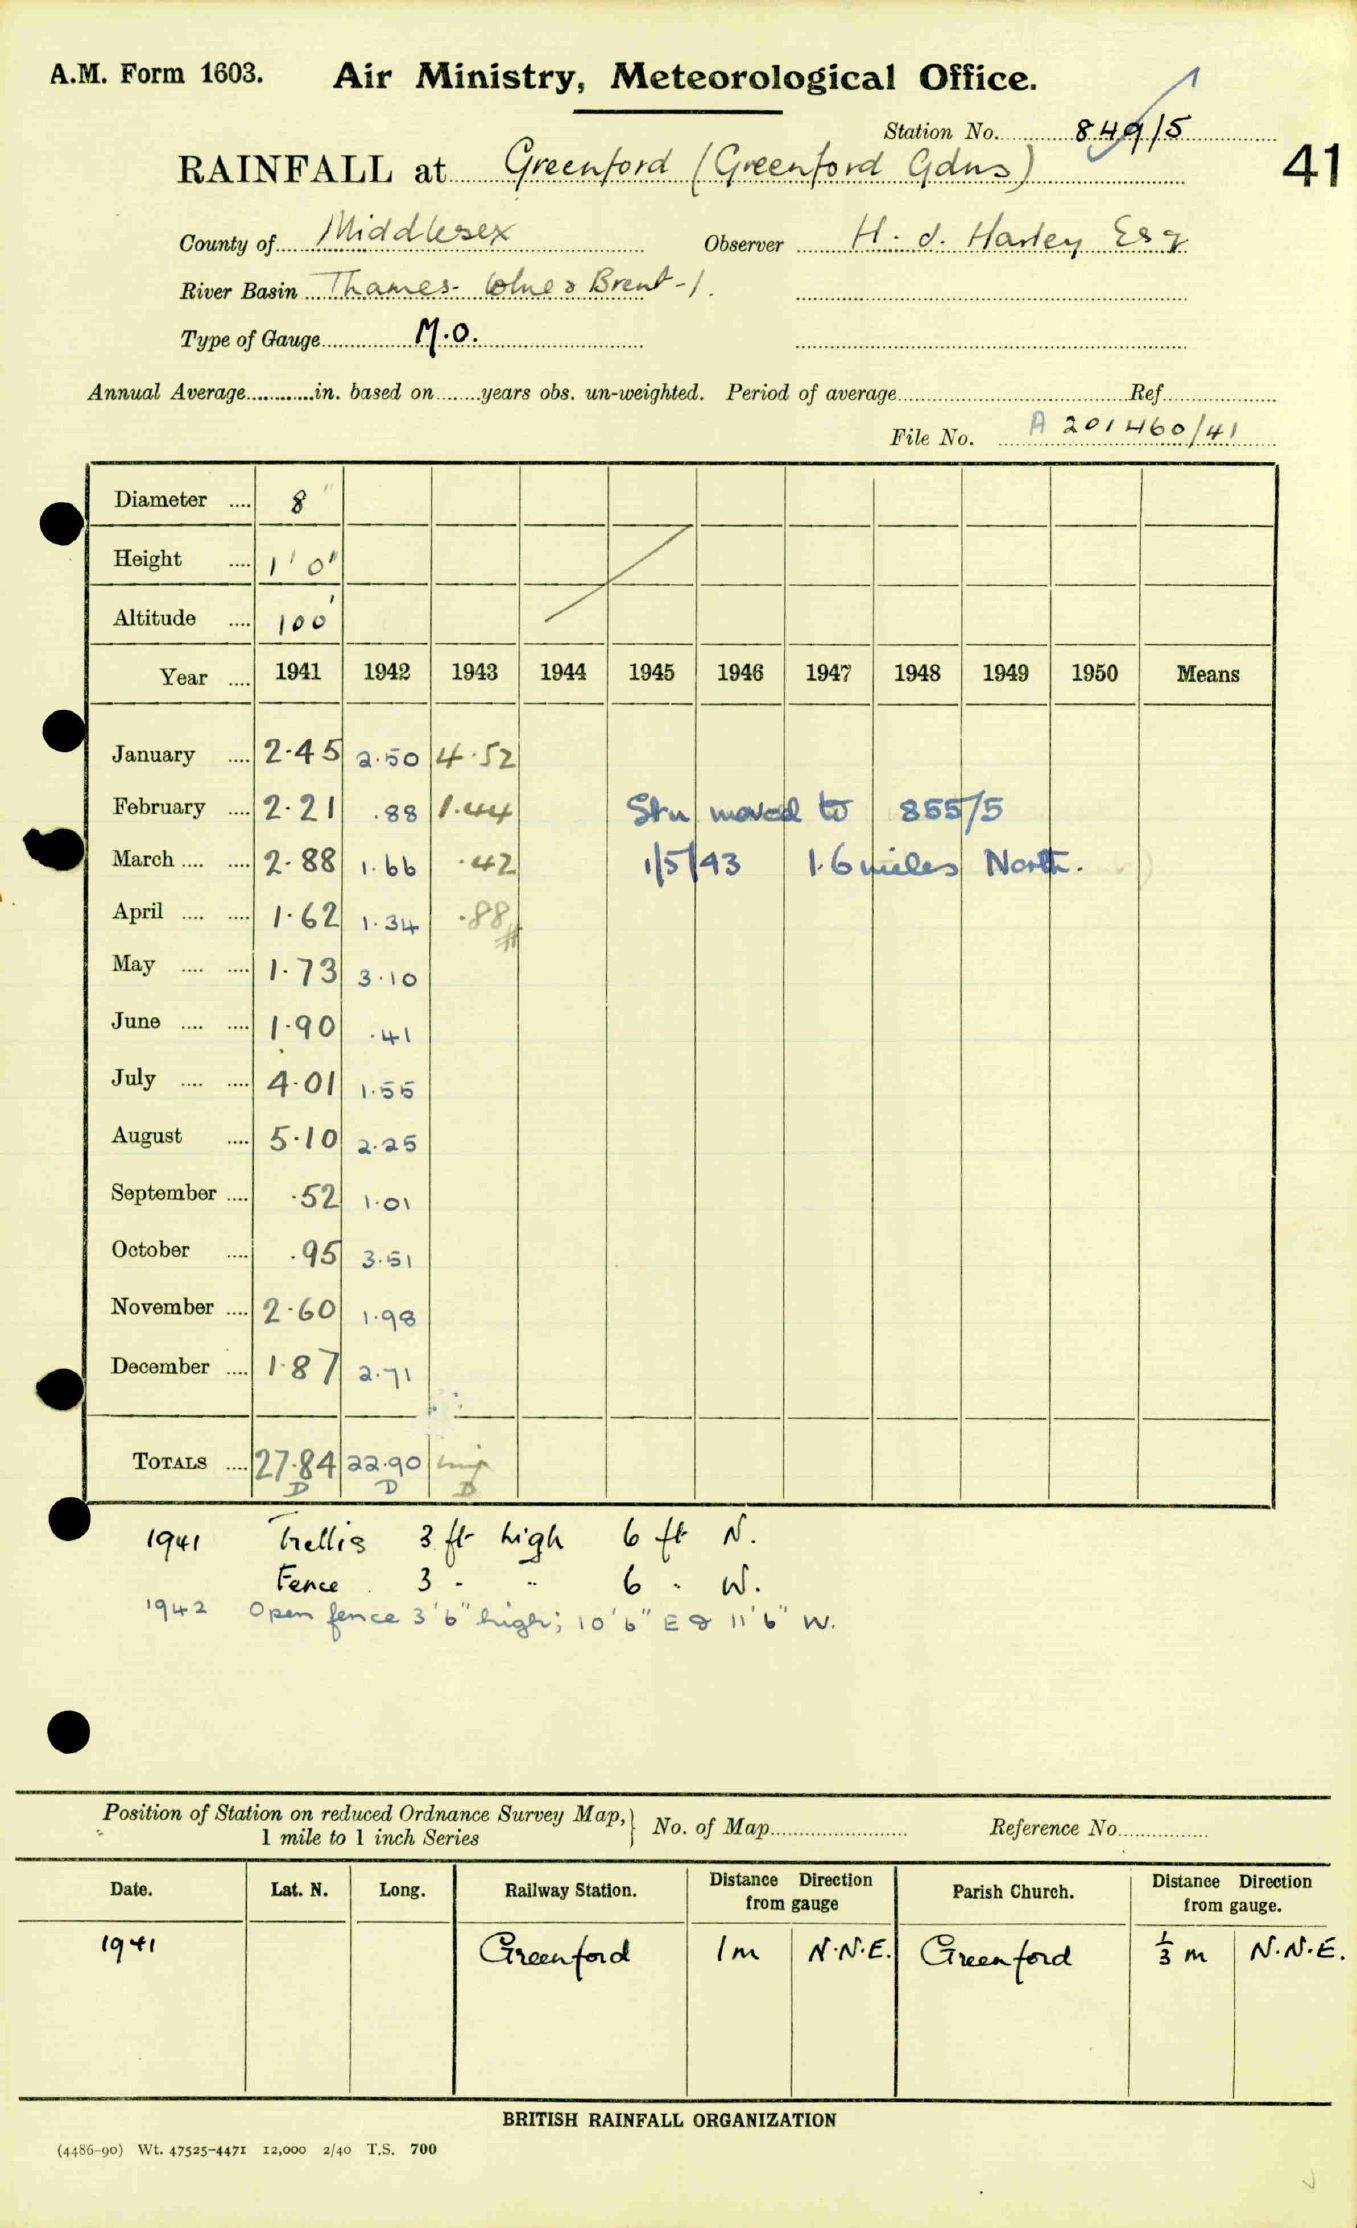 A.M. Form 1603. Air Ministry, Meteorological Office.
Station No. 849/5
41
RAINFALL at Greenford (Greenford Gdns)
County of Middlesex Observer H. J. Harley Esq
River Basin Thames - Colne & Brent - 1.
Type of Gauge M.O.
Annual Average............in. based on........years obs. un-weighted. Period of average.......... Ref..........
File No. A 201460/41
Diameter .... 8"
Height .... 1' 0"
Altitude .... 100'
Year .... 1941 1942 1943 1944 1945 1946 1947 1948 1949 1950 Means
January .... 2.45 2.50 4.52
February .... 2.21 .88 1.44 Stn moved to 855/5
March .... .... 2.88 1.66 .42 1/5/43 1.6 miles North.
April .... .... 1.62 1.34 .88
May .... .... 1.73 3.10
June .... .... 1.90 .41
July .... .... 4.01 1.55
August .... 5.10 2.25
September .... .52 1.01
October .... .95 3.51
November .... 2.60 1.98
December .... 1.87 2.71
TOTALS .... 27.84 22.90
D D D
1941 Trellis 3 ft high 6 ft N.
Fence 3 - " 6 - W.
1942 Open fence 3'6" high; 10'6" E & 11'6" W.
Position of Station on reduced Ordnance Survey Map,} No. of Map.......... Reference No..........
1 mile to 1 inch Series
Date. Lat. N. Long. Railway Station. Distance Direction from gauge Parish Church. Distance Direction from gauge.
1941 Greenford 1 m N.N.E. Greenford 1/3 m N.N.E.
BRITISH RAINFALL ORGANIZATION
(4486-90) Wt. 47525-4471 12,000 2/40 T.S. 700